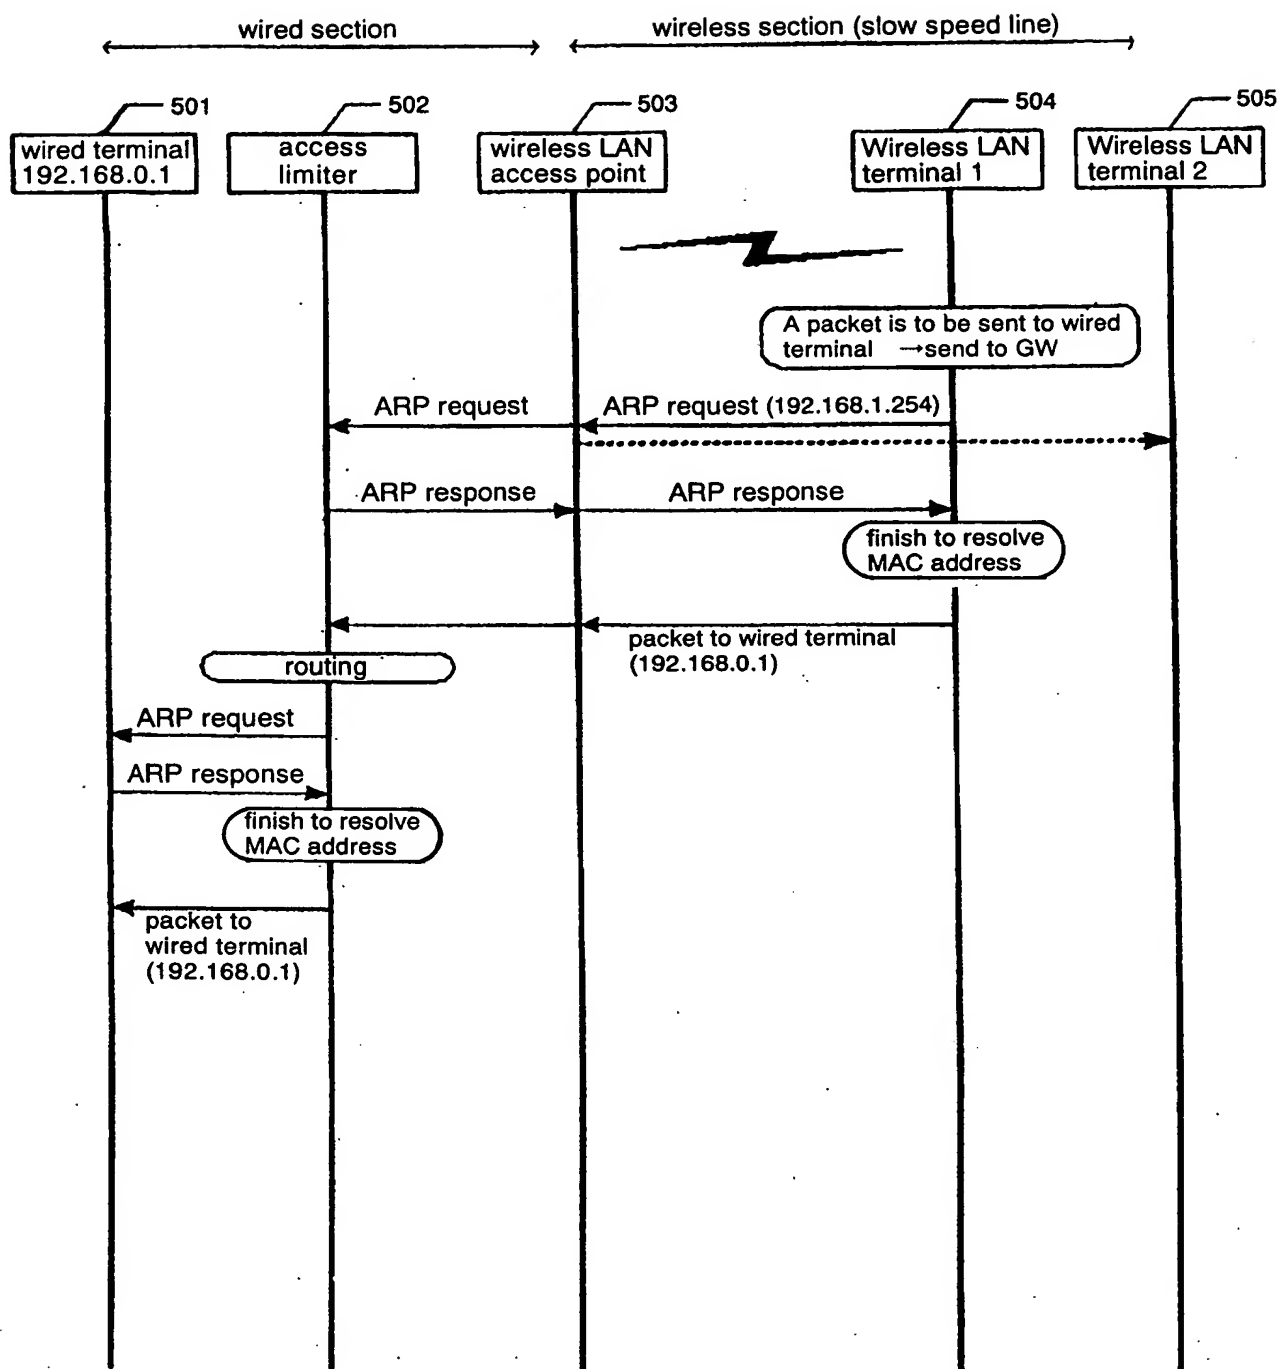 wired section
wireless section (slow speed line)
501
502
503
504
505
wired terminal
192.168.0.1
access
limiter
wireless LAN
access point
Wireless LAN
terminal 1
Wireless LAN
terminal 2
A packet is to be sent to wired
terminal →send to GW
ARP request
ARP request (192.168.1.254)
ARP response
ARP response
finish to resolve
MAC address
packet to wired terminal
(192.168.0.1)
routing
ARP request
ARP response
finish to resolve
MAC address
packet to
wired terminal
(192.168.0.1)